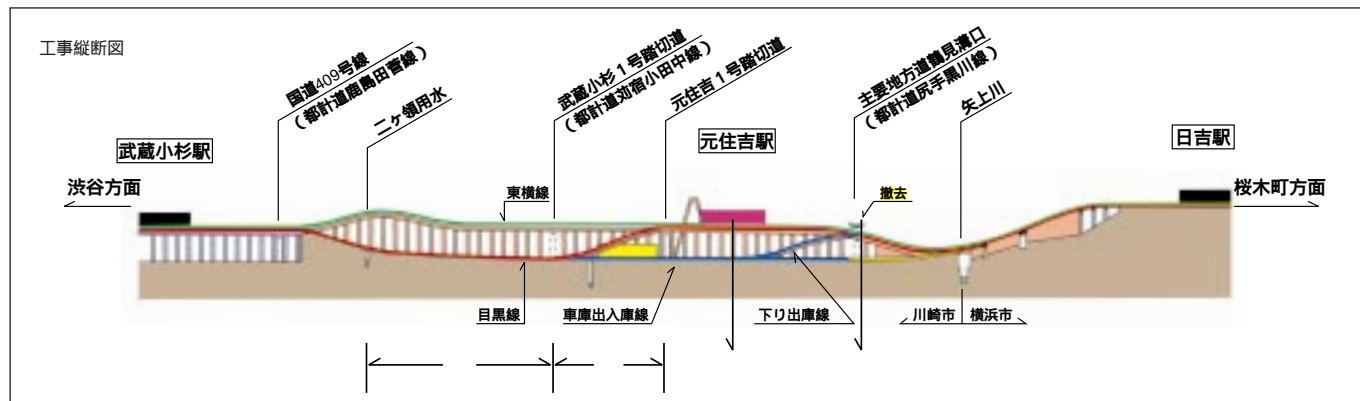 工事縦断図
国道409号線
（都計道鹿島田菅線）
二ヶ領用水
武蔵小杉１号踏切道
（都計道苅宿小田中線）
元住吉１号踏切道
主要地方道鶴見溝口
（都計道尻手黒川線）
矢上川
武蔵小杉駅
元住吉駅
日吉駅
渋谷方面
東横線
撤去
桜木町方面
目黒線
車庫出入庫線
下り出庫線
川崎市
横浜市